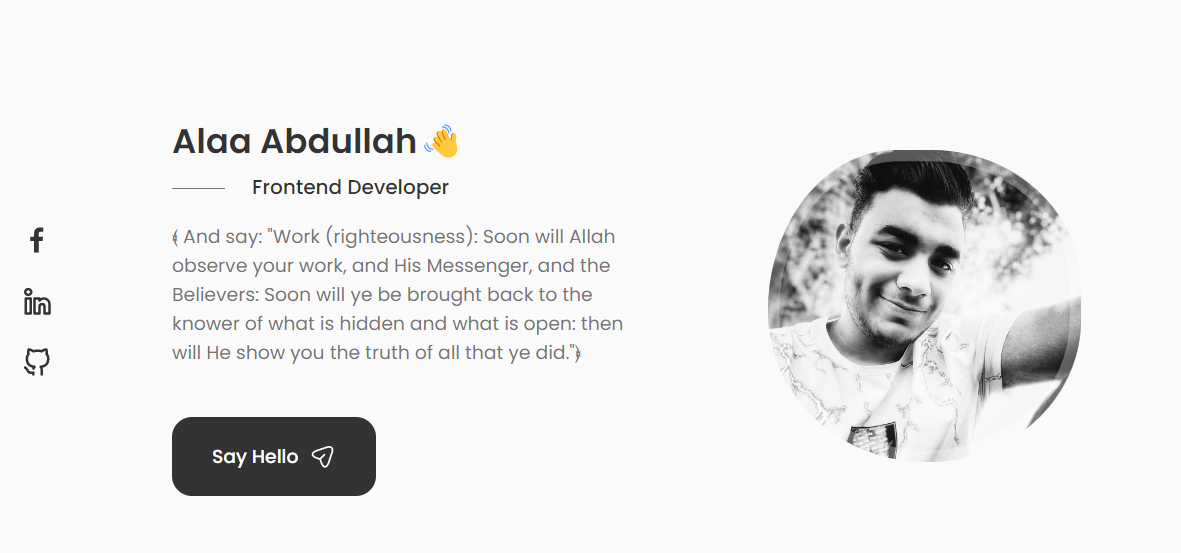 Alaa Abdullah 👋
Frontend Developer
﴾ And say: "Work (righteousness): Soon will Allah
observe your work, and His Messenger, and the
Believers: Soon will ye be brought back to the
knower of what is hidden and what is open: then
will He show you the truth of all that ye did."﴿
Say Hello